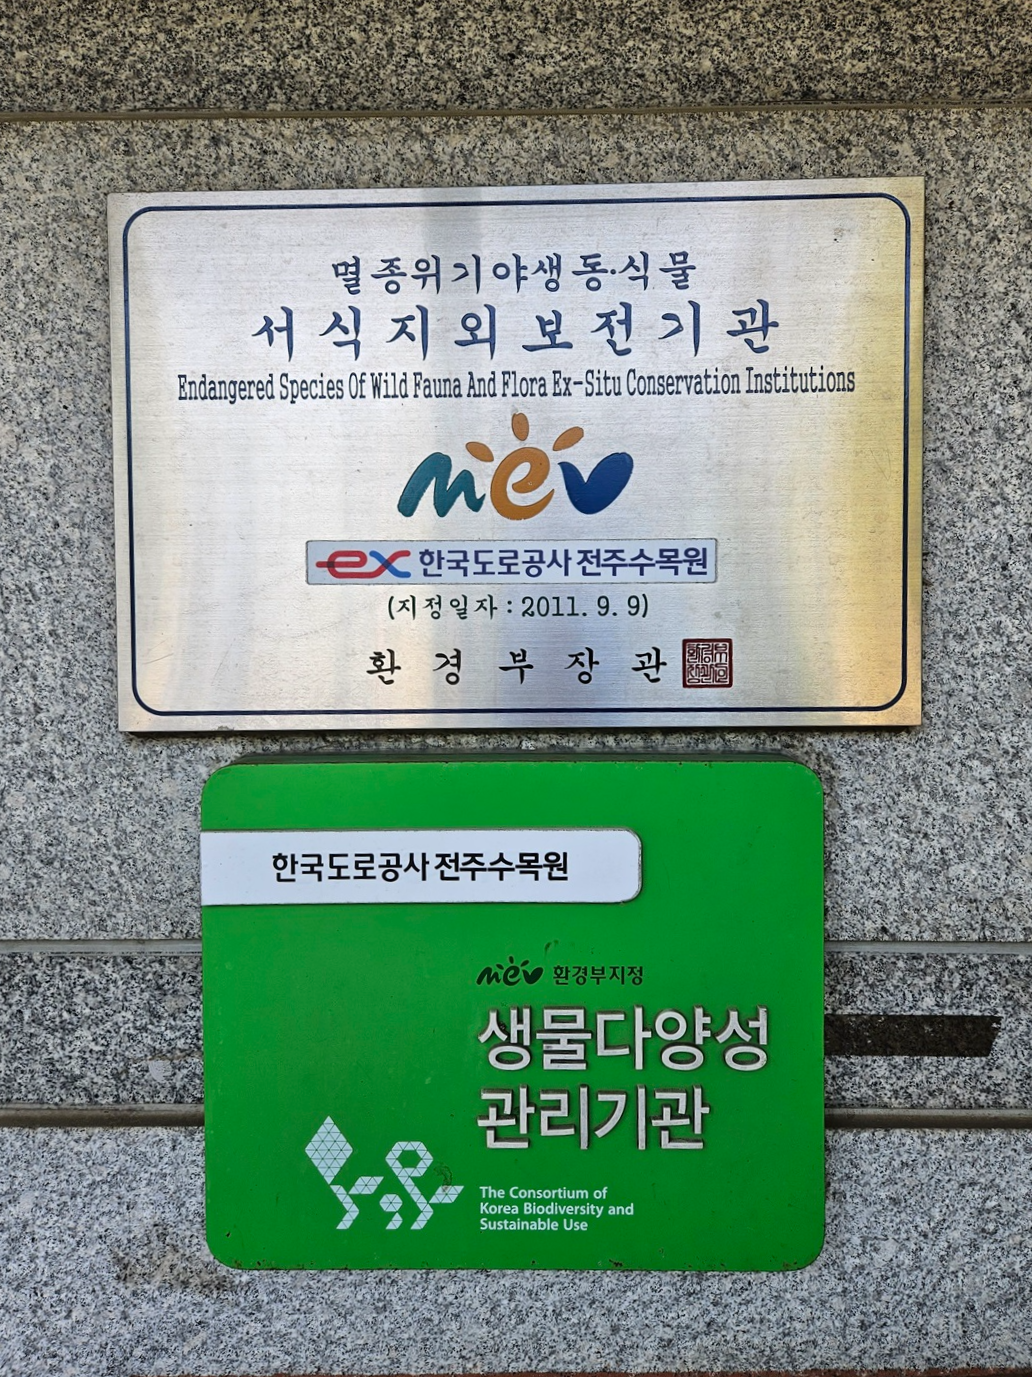 멸종위기야생동·식물
서식지외보전기관
Endangered Species Of Wild Fauna And Flora Ex-Situ Conservation Institutions
mev
ex 한국도로공사 전주수목원
(지정일자 : 2011. 9. 9)
환경부장관
한국도로공사 전주수목원
mev 환경부지정
생물다양성
관리기관
The Consortium of
Korea Biodiversity and
Sustainable Use